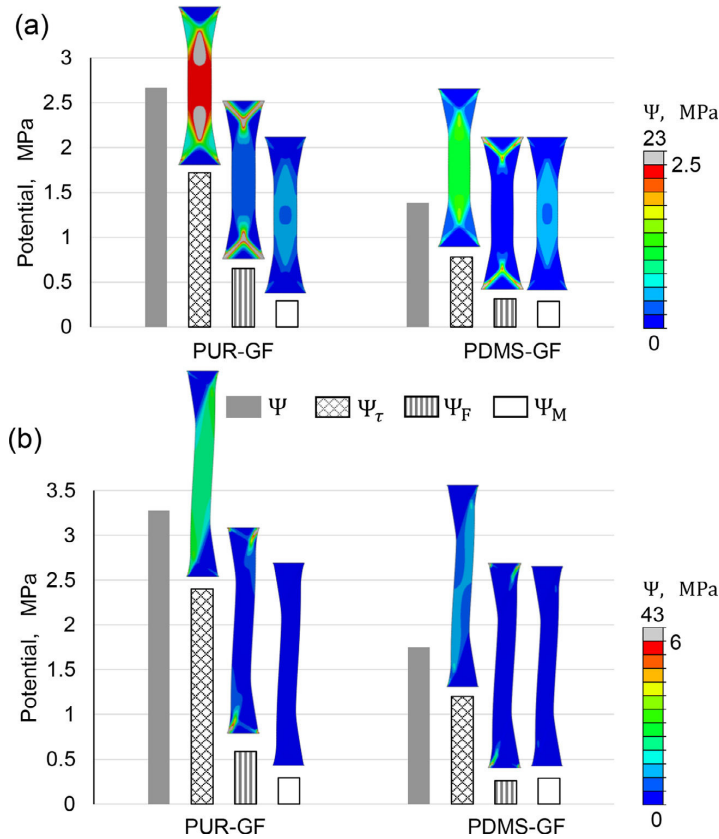 (a)
Potential, MPa
3
2.5
2
1.5
1
0.5
0
PUR-GF
PDMS-GF
Ψ, MPa
23
2.5
0
Ψ
Ψτ
Ψ_F
Ψ_M
(b)
Potential, MPa
3.5
3
2.5
2
1.5
1
0.5
0
PUR-GF
PDMS-GF
Ψ, MPa
43
6
0